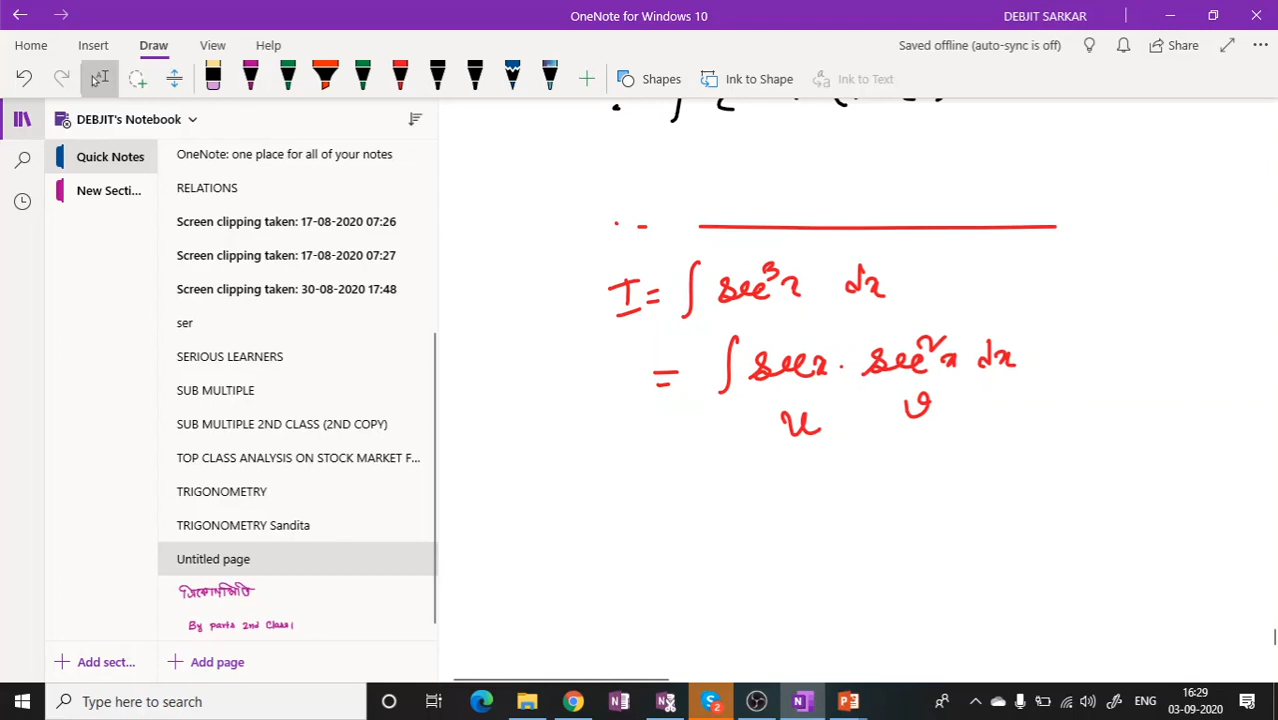 OneNote for Windows 10
DEBJIT SARKAR
Home Insert Draw View Help
Saved offline (auto-sync is off) Share
Shapes Ink to Shape Ink to Text
DEBJIT's Notebook
Quick Notes
New Secti...
OneNote: one place for all of your notes
RELATIONS
Screen clipping taken: 17-08-2020 07:26
Screen clipping taken: 17-08-2020 07:27
Screen clipping taken: 30-08-2020 17:48
ser
SERIOUS LEARNERS
SUB MULTIPLE
SUB MULTIPLE 2ND CLASS (2ND COPY)
TOP CLASS ANALYSIS ON STOCK MARKET F...
TRIGONOMETRY
TRIGONOMETRY Sandita
Untitled page
ত্রিকোণমিতি
By parts 2nd Class
Add sect...
Add page
I = ∫ sec³x dx
= ∫ secx . sec²x dx
u v
Type here to search
ENG
16:29
03-09-2020
2